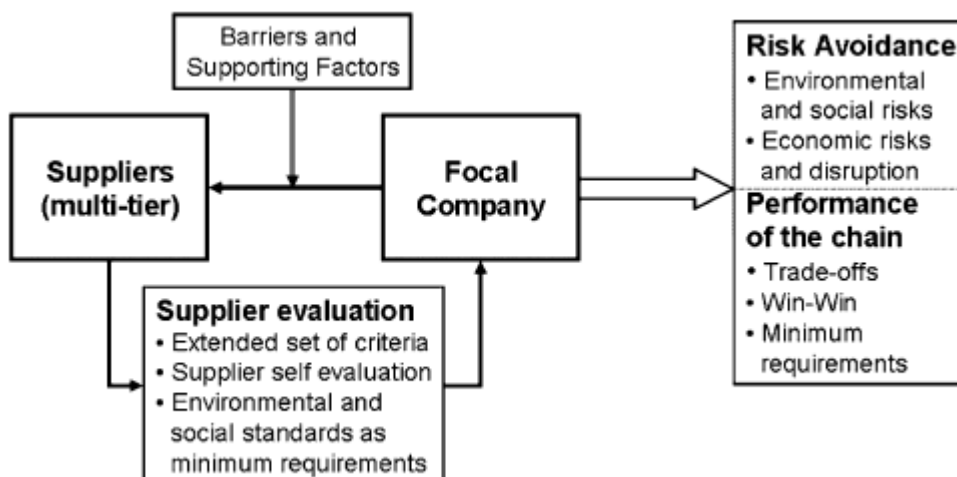 Barriers and
Supporting Factors
Suppliers
(multi-tier)
Focal
Company
Supplier evaluation
• Extended set of criteria
• Supplier self evaluation
• Environmental and
social standards as
minimum requirements
Risk Avoidance
• Environmental
and social risks
• Economic risks
and disruption
Performance
of the chain
• Trade-offs
• Win-Win
• Minimum
requirements